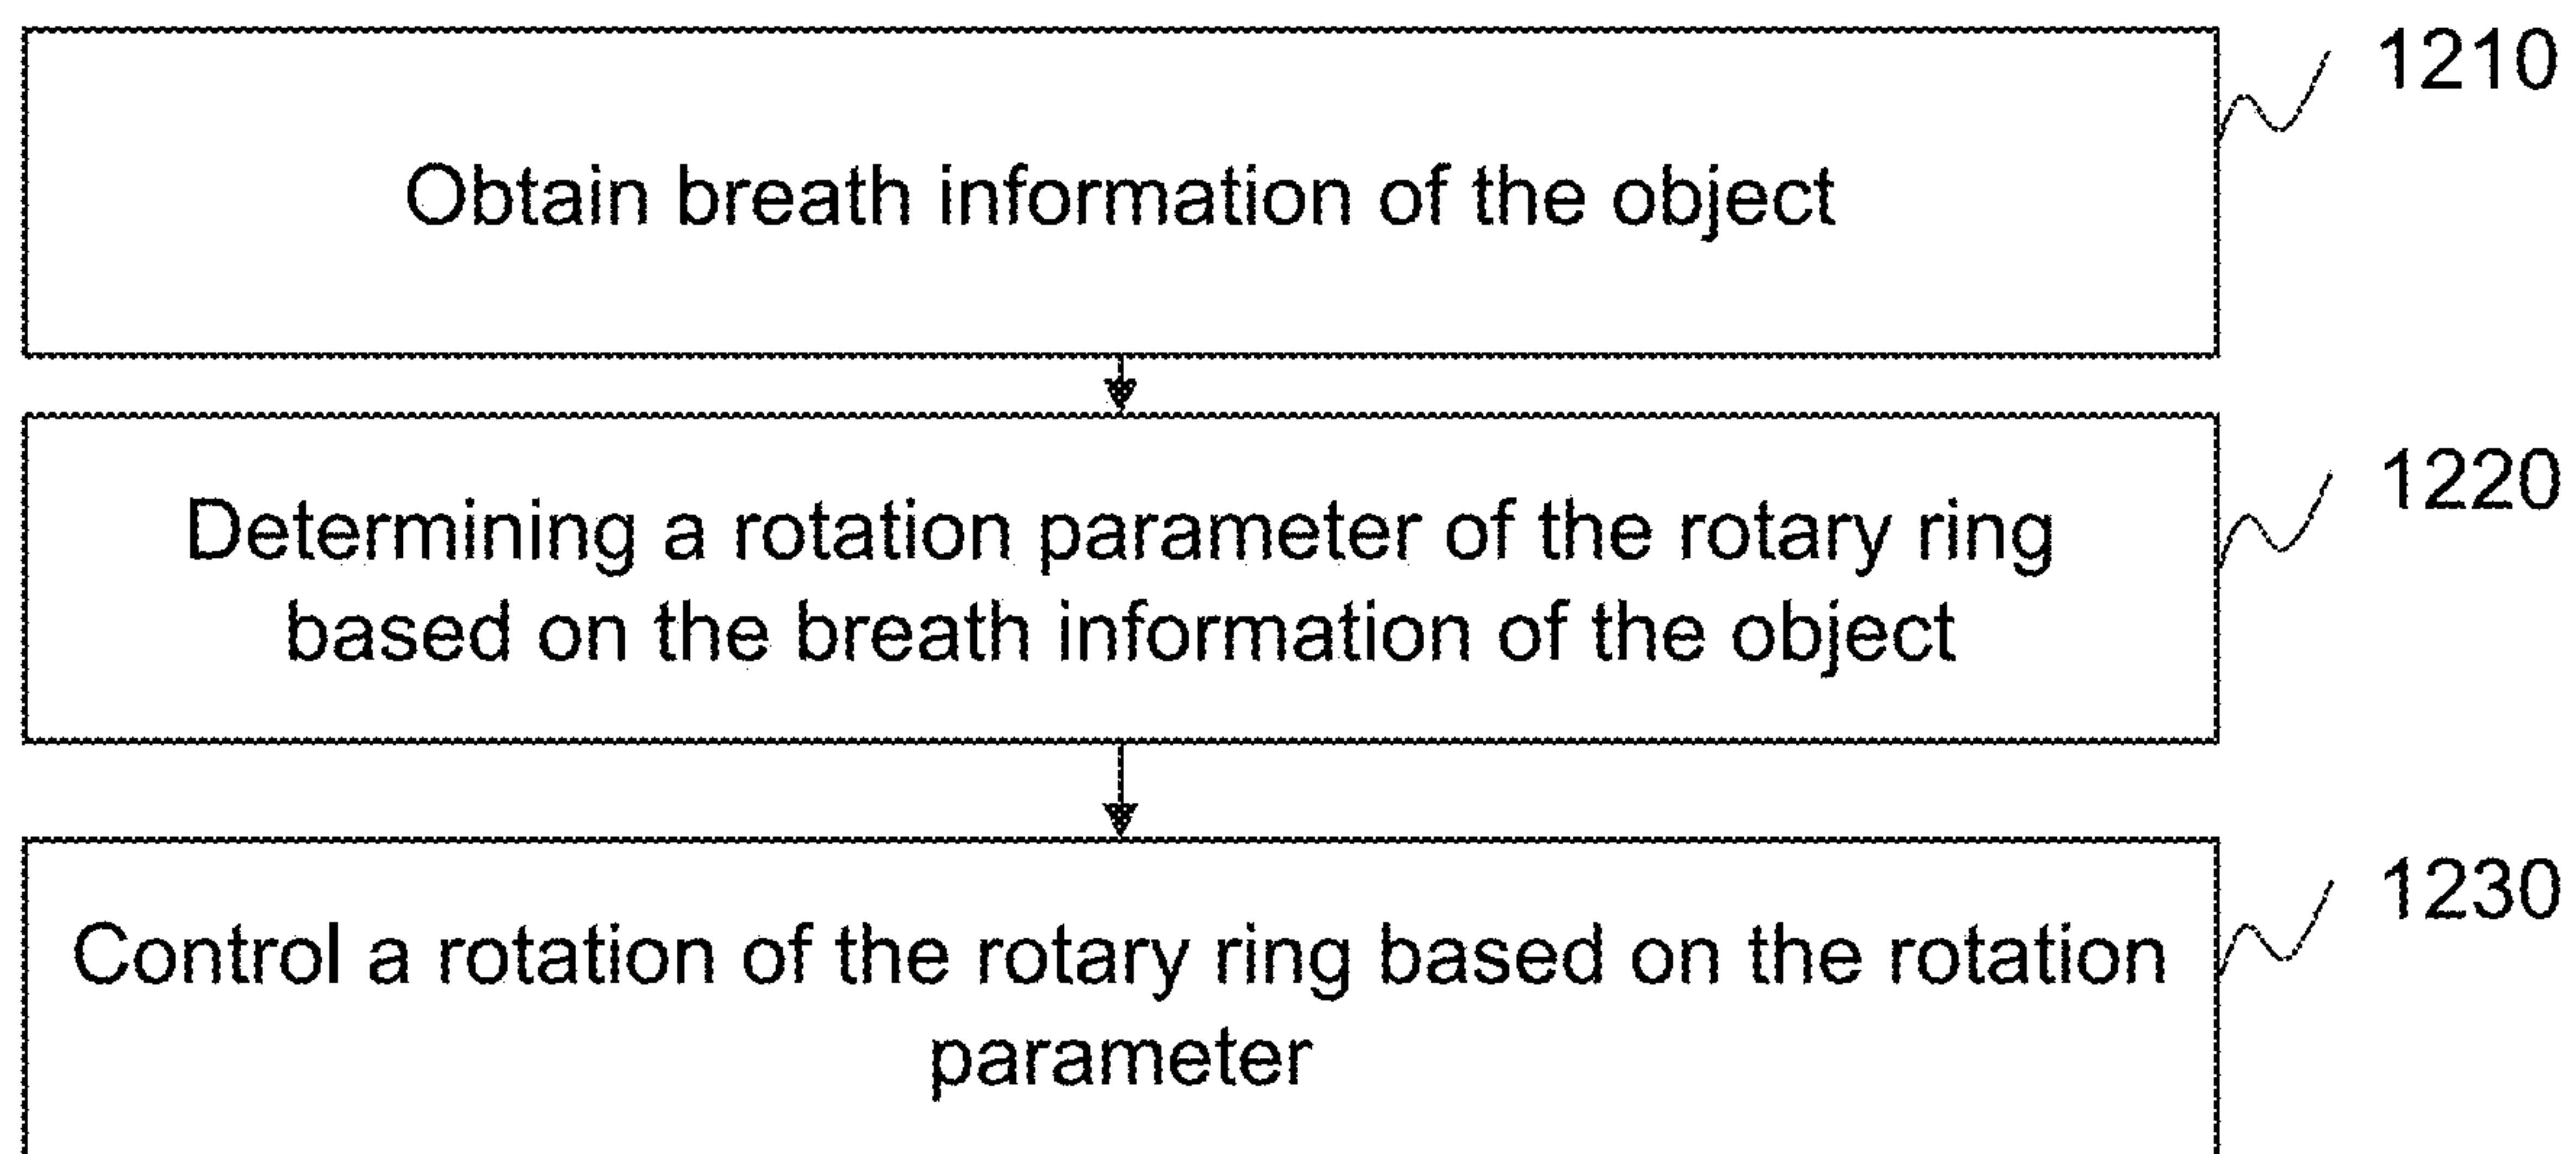 Obtain breath information of the object
1210
Determining a rotation parameter of the rotary ring
based on the breath information of the object
1220
Control a rotation of the rotary ring based on the rotation
parameter
1230